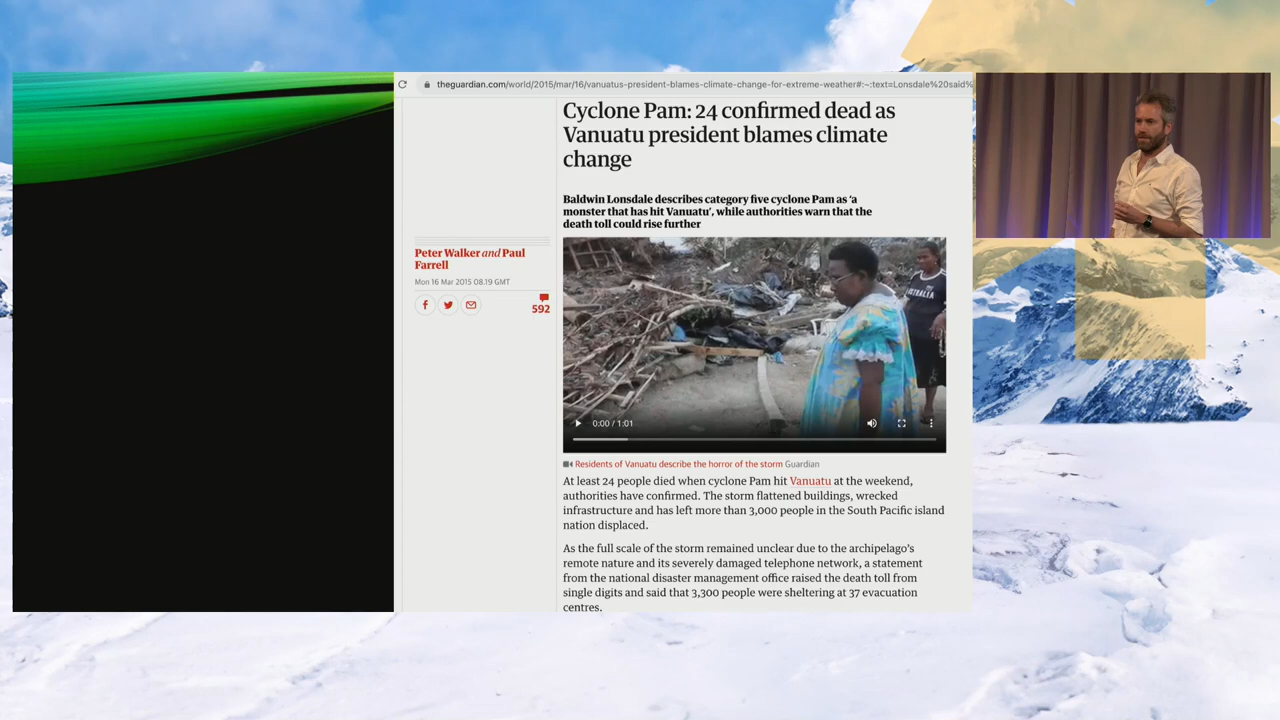 theguardian.com/world/2015/mar/16/vanuatus-president-blames-climate-change-for-extreme-weather#:~:text=Lonsdale%20said%
Cyclone Pam: 24 confirmed dead as
Vanuatu president blames climate
change
Baldwin Lonsdale describes category five cyclone Pam as ‘a
monster that has hit Vanuatu’, while authorities warn that the
death toll could rise further
Peter Walker and Paul
Farrell
Mon 16 Mar 2015 08.19 GMT
592
AUSTRALIA
0:00 / 1:01
Residents of Vanuatu describe the horror of the storm Guardian
At least 24 people died when cyclone Pam hit Vanuatu at the weekend,
authorities have confirmed. The storm flattened buildings, wrecked
infrastructure and has left more than 3,000 people in the South Pacific island
nation displaced.
As the full scale of the storm remained unclear due to the archipelago’s
remote nature and its severely damaged telephone network, a statement
from the national disaster management office raised the death toll from
single digits and said that 3,300 people were sheltering at 37 evacuation
centres.